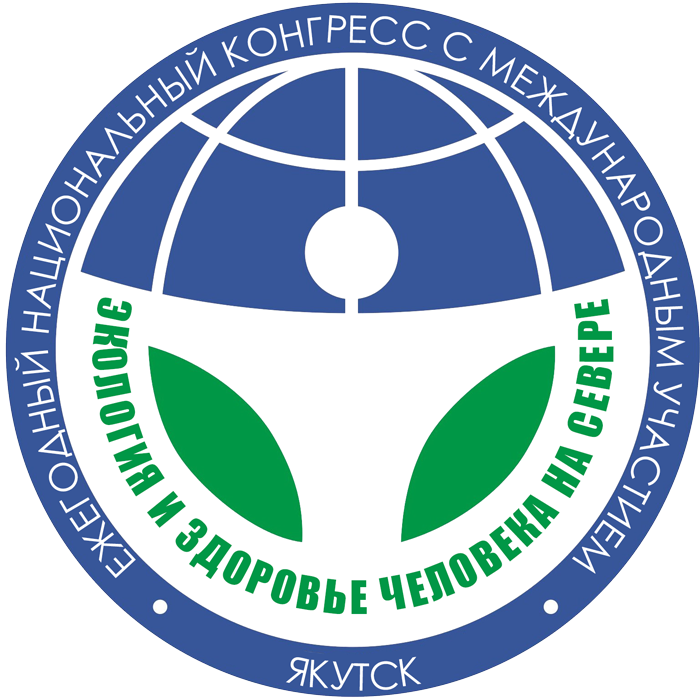 ЕЖЕГОДНЫЙ НАЦИОНАЛЬНЫЙ КОНГРЕСС С МЕЖДУНАРОДНЫМ УЧАСТИЕМ
ЭКОЛОГИЯ И ЗДОРОВЬЕ ЧЕЛОВЕКА НА СЕВЕРЕ
ЯКУТСК